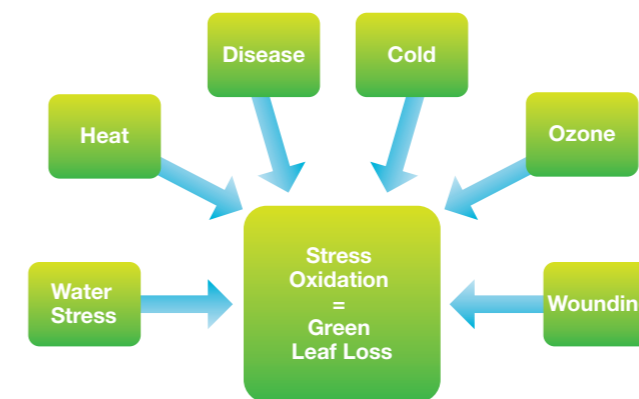 Disease
Cold
Heat
Ozone
Stress
Oxidation
=
Green
Leaf Loss
Water
Stress
Woundin